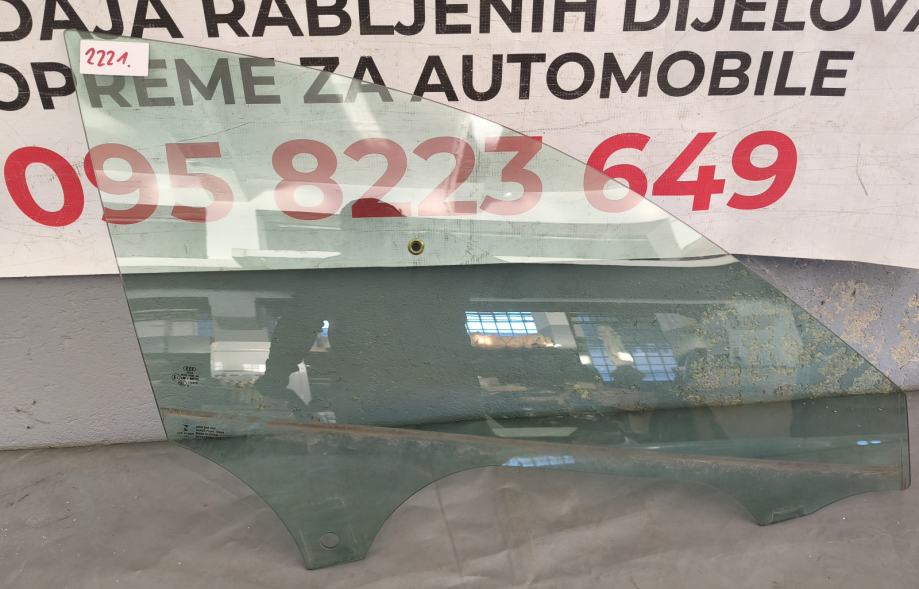 DAJA RABLJENIH DIJELOVA
2221.
OPREME ZA AUTOMOBILE
095 8223 649